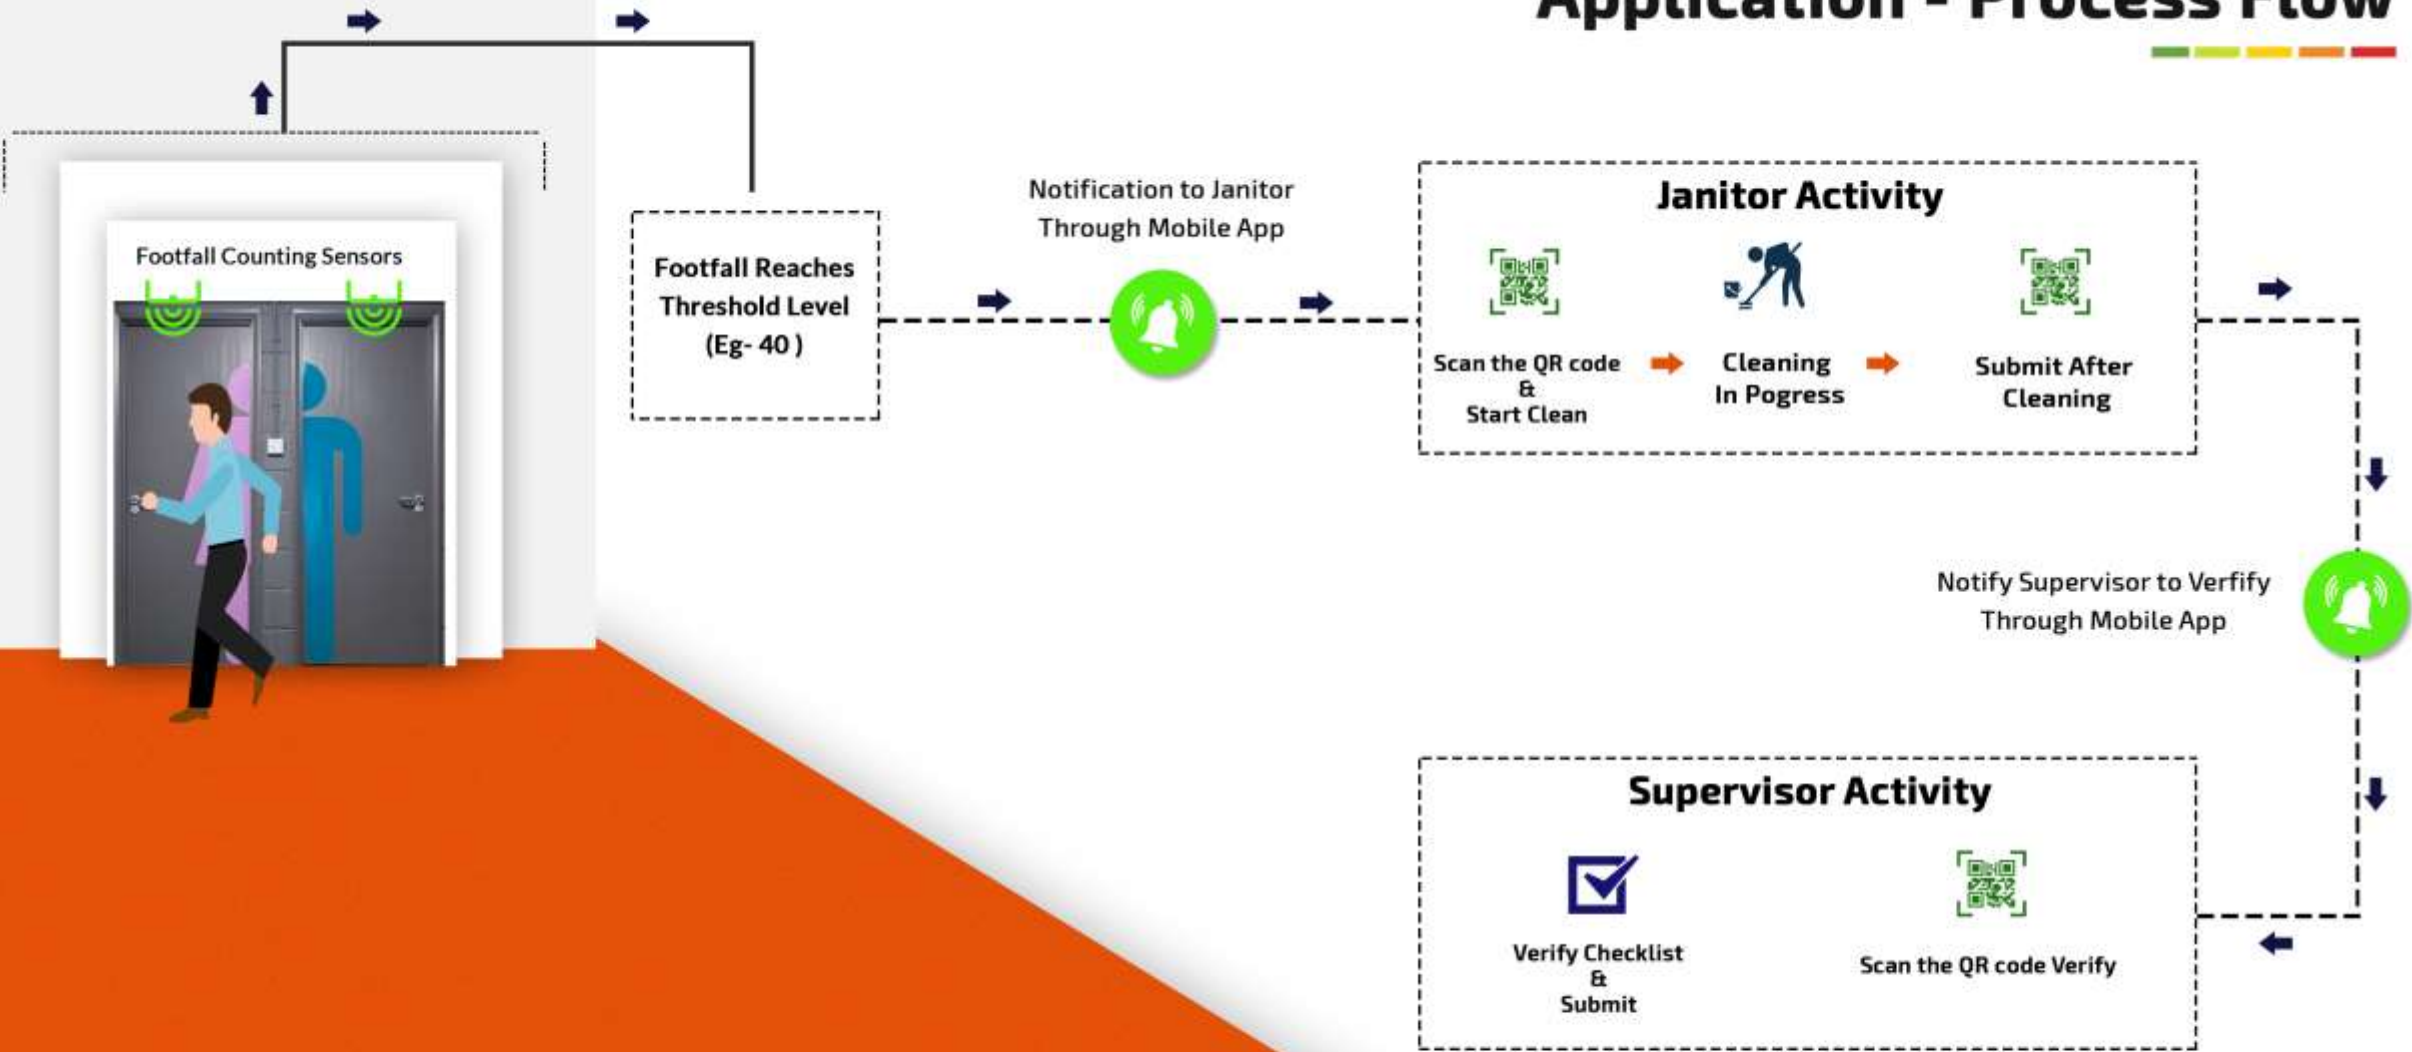 Application - Process Flow
Footfall Counting Sensors
Footfall Reaches
Threshold Level
(Eg- 40 )
Notification to Janitor
Through Mobile App
Janitor Activity
Scan the QR code
&
Start Clean
Cleaning
In Pogress
Submit After
Cleaning
Notify Supervisor to Verfify
Through Mobile App
Supervisor Activity
Verify Checklist
&
Submit
Scan the QR code Verify